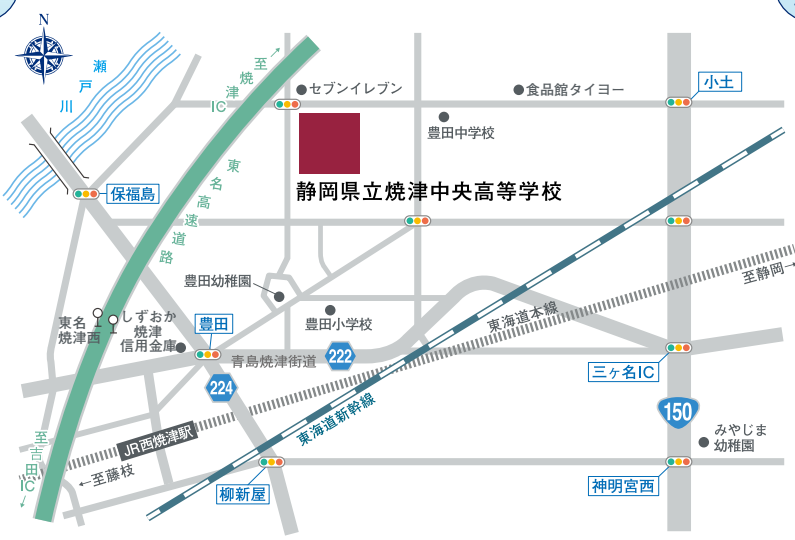 N
瀬戸川
至焼津IC
セブンイレブン
食品館タイヨー
小土
豊田中学校
静岡県立焼津中央高等学校
保福島
東名高速道路
豊田幼稚園
至静岡→
東名
焼津西
しずおか
焼津
信用金庫
豊田
豊田小学校
東海道本線
青島焼津街道
222
三ヶ名IC
224
150
東海道新幹線
みやじま
幼稚園
JR西焼津駅
至吉田IC
←至藤枝
柳新屋
神明宮西